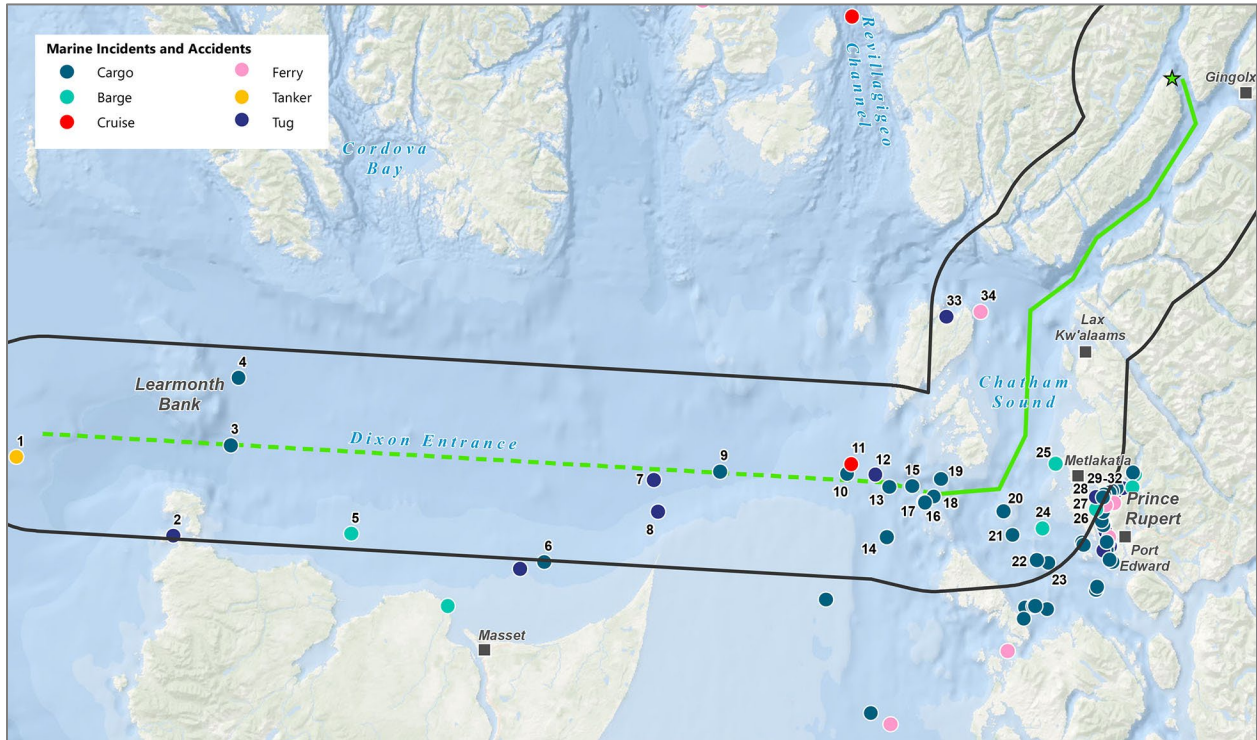 Marine Incidents and Accidents
Cargo
Ferry
Barge
Tanker
Cruise
Tug
Revillagigeo
Channel
Gingolx
Cordova
Bay
33
34
Lax
Kw'alaams
4
Learmonth
Bank
Chatham
Sound
1
3
Dixon Entrance
9
11
12
25
Metlakatla
7
10
13
15
19
29-32
28
17
16
18
20
27
Prince
Rupert
2
5
8
24
26
14
21
6
22
Port
Edward
23
Masset